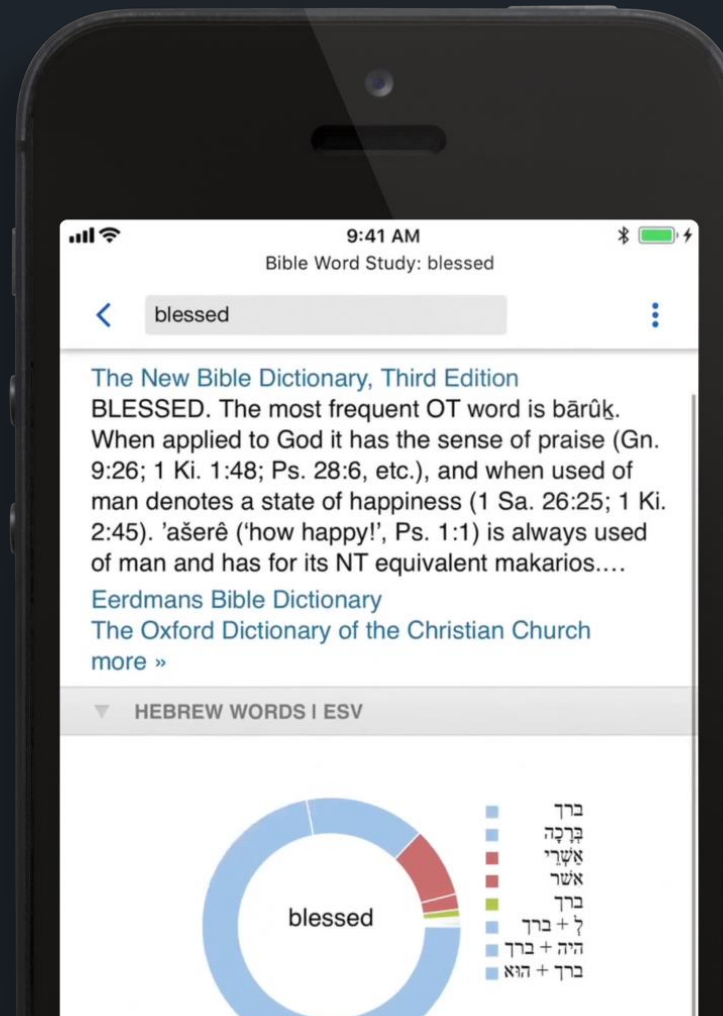 9:41 AM
Bible Word Study: blessed
blessed
The New Bible Dictionary, Third Edition
BLESSED. The most frequent OT word is bārûḵ.
When applied to God it has the sense of praise (Gn.
9:26; 1 Ki. 1:48; Ps. 28:6, etc.), and when used of
man denotes a state of happiness (1 Sa. 26:25; 1 Ki.
2:45). ’ašerê (‘how happy!’, Ps. 1:1) is always used
of man and has for its NT equivalent makarios....
Eerdmans Bible Dictionary
The Oxford Dictionary of the Christian Church
more »
HEBREW WORDS | ESV
blessed
ברך
בְּרָכָה
אַשְׁרֵי
אשׁר
ברך
לְ + ברך
היה + ברך
ברך + הוּא